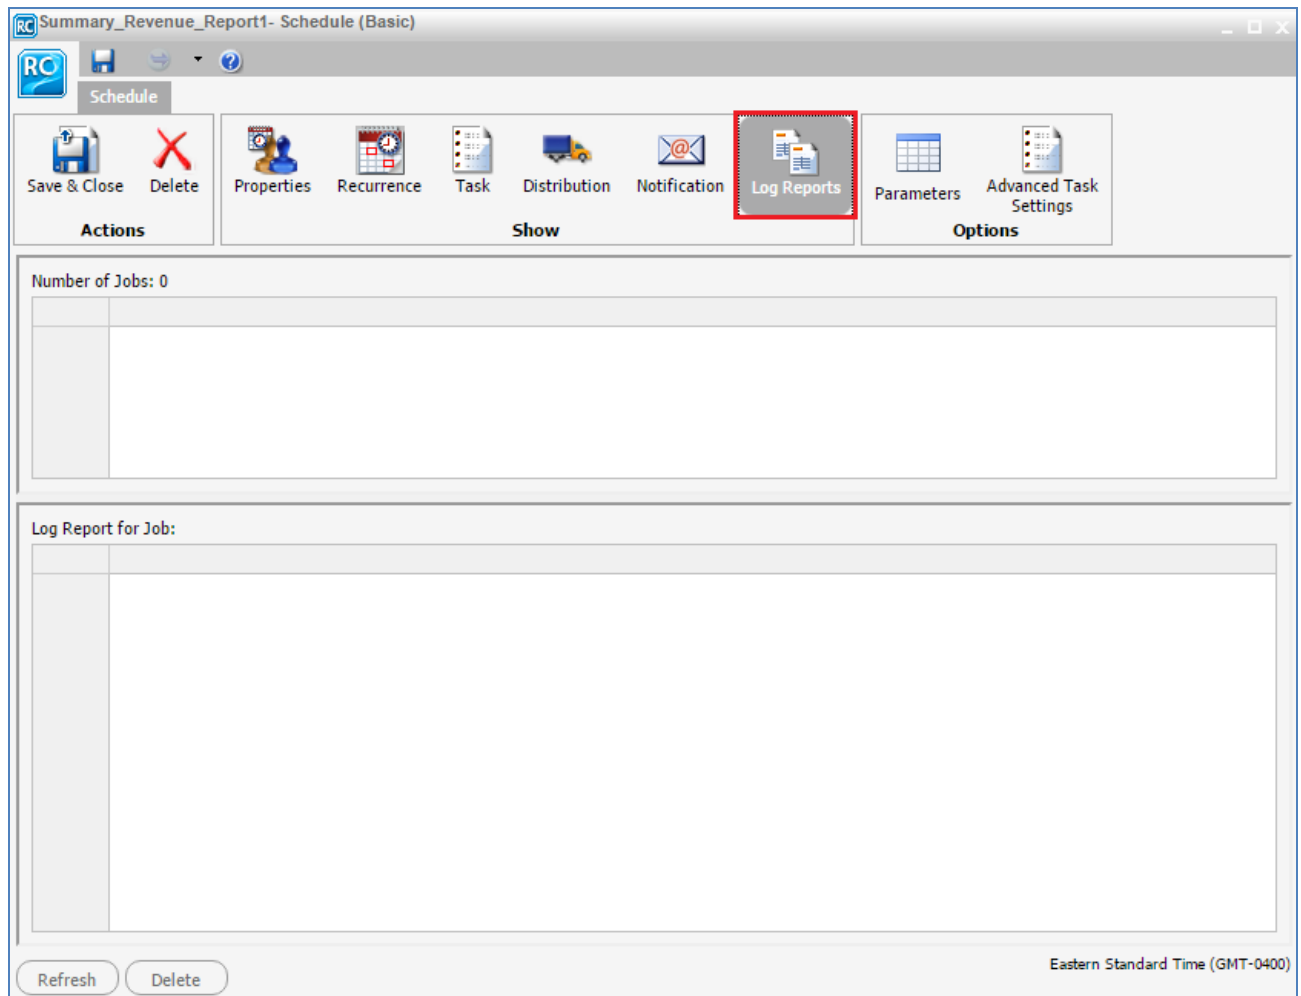 RC Summary_Revenue_Report1- Schedule (Basic)
RC
Schedule
Save & Close Delete Properties Recurrence Task Distribution Notification Log Reports Parameters Advanced Task Settings
Actions Show Options
Number of Jobs: 0
Log Report for Job:
Refresh Delete Eastern Standard Time (GMT-0400)